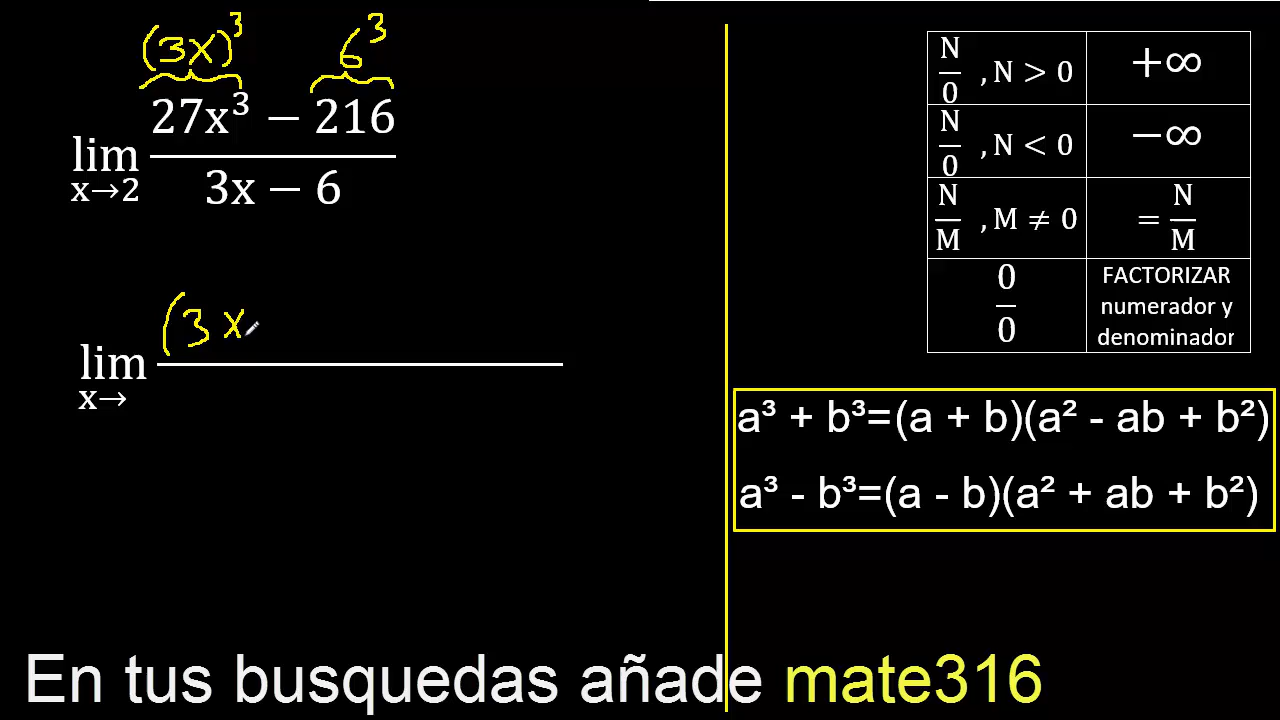 (3x)³ 6³
lim x→2 (27x³ − 216)/(3x − 6)
lim x→ (3x
N/0 , N > 0 +∞
N/0 , N < 0 −∞
N/M , M ≠ 0 = N/M
0/0 FACTORIZAR
numerador y
denominador
a³ + b³=(a + b)(a² - ab + b²)
a³ - b³=(a - b)(a² + ab + b²)
En tus busquedas añade mate316